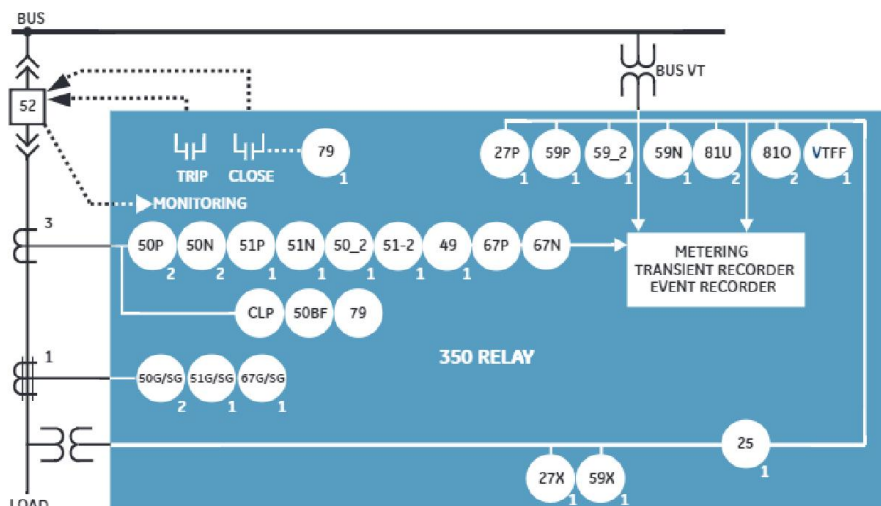 BUS
BUS VT
52
TRIP
CLOSE
79
1
27P
1
59P
1
59_2
1
59N
1
81U
2
81O
2
VTFF
1
MONITORING
3
50P
2
50N
2
51P
1
51N
1
50_2
1
51-2
1
49
1
67P
67N
METERING
TRANSIENT RECORDER
EVENT RECORDER
CLP
50BF
79
350 RELAY
1
50G/SG
2
51G/SG
1
67G/SG
1
25
1
27X
1
59X
1
LOAD